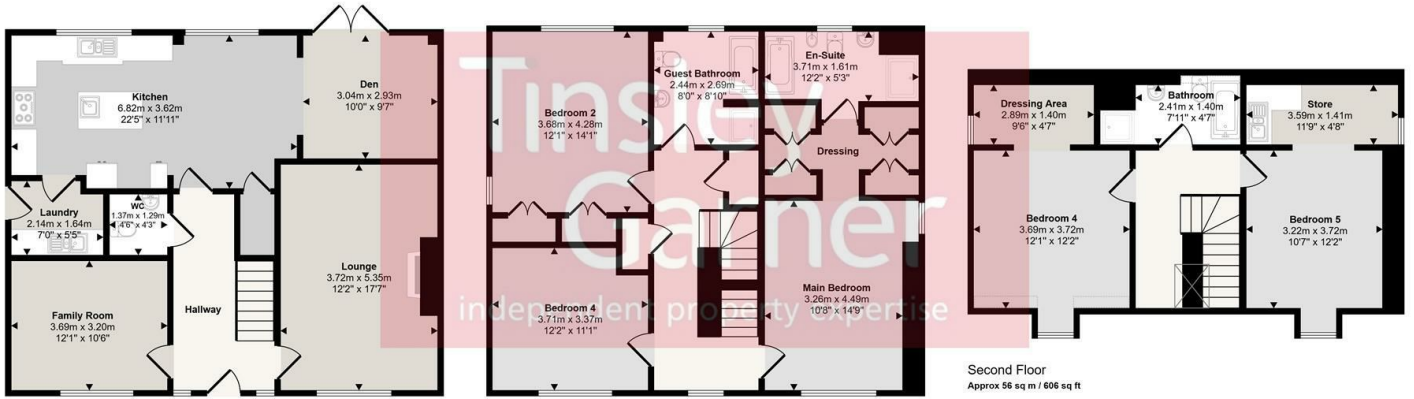 Kitchen
6.82m x 3.62m
22'5" x 11'11"
Den
3.04m x 2.93m
10'0" x 9'7"
Laundry
2.14m x 1.64m
7'0" x 5'5"
WC
1.37m x 1.29m
4'6" x 4'3"
Lounge
3.72m x 5.35m
12'2" x 17'7"
Hallway
Family Room
3.69m x 3.20m
12'1" x 10'6"
Tinsley
Garner
independent property expertise
Bedroom 2
3.68m x 4.28m
12'1" x 14'1"
Guest Bathroom
2.44m x 2.69m
8'0" x 8'10"
En-Suite
3.71m x 1.61m
12'2" x 5'3"
Dressing
Bedroom 4
3.71m x 3.37m
12'2" x 11'1"
Main Bedroom
3.26m x 4.49m
10'8" x 14'9"
Dressing Area
2.89m x 1.40m
9'6" x 4'7"
Bathroom
2.41m x 1.40m
7'11" x 4'7"
Store
3.59m x 1.41m
11'9" x 4'8"
Bedroom 4
3.69m x 3.72m
12'1" x 12'2"
Bedroom 5
3.22m x 3.72m
10'7" x 12'2"
Second Floor
Approx 56 sq m / 606 sq ft